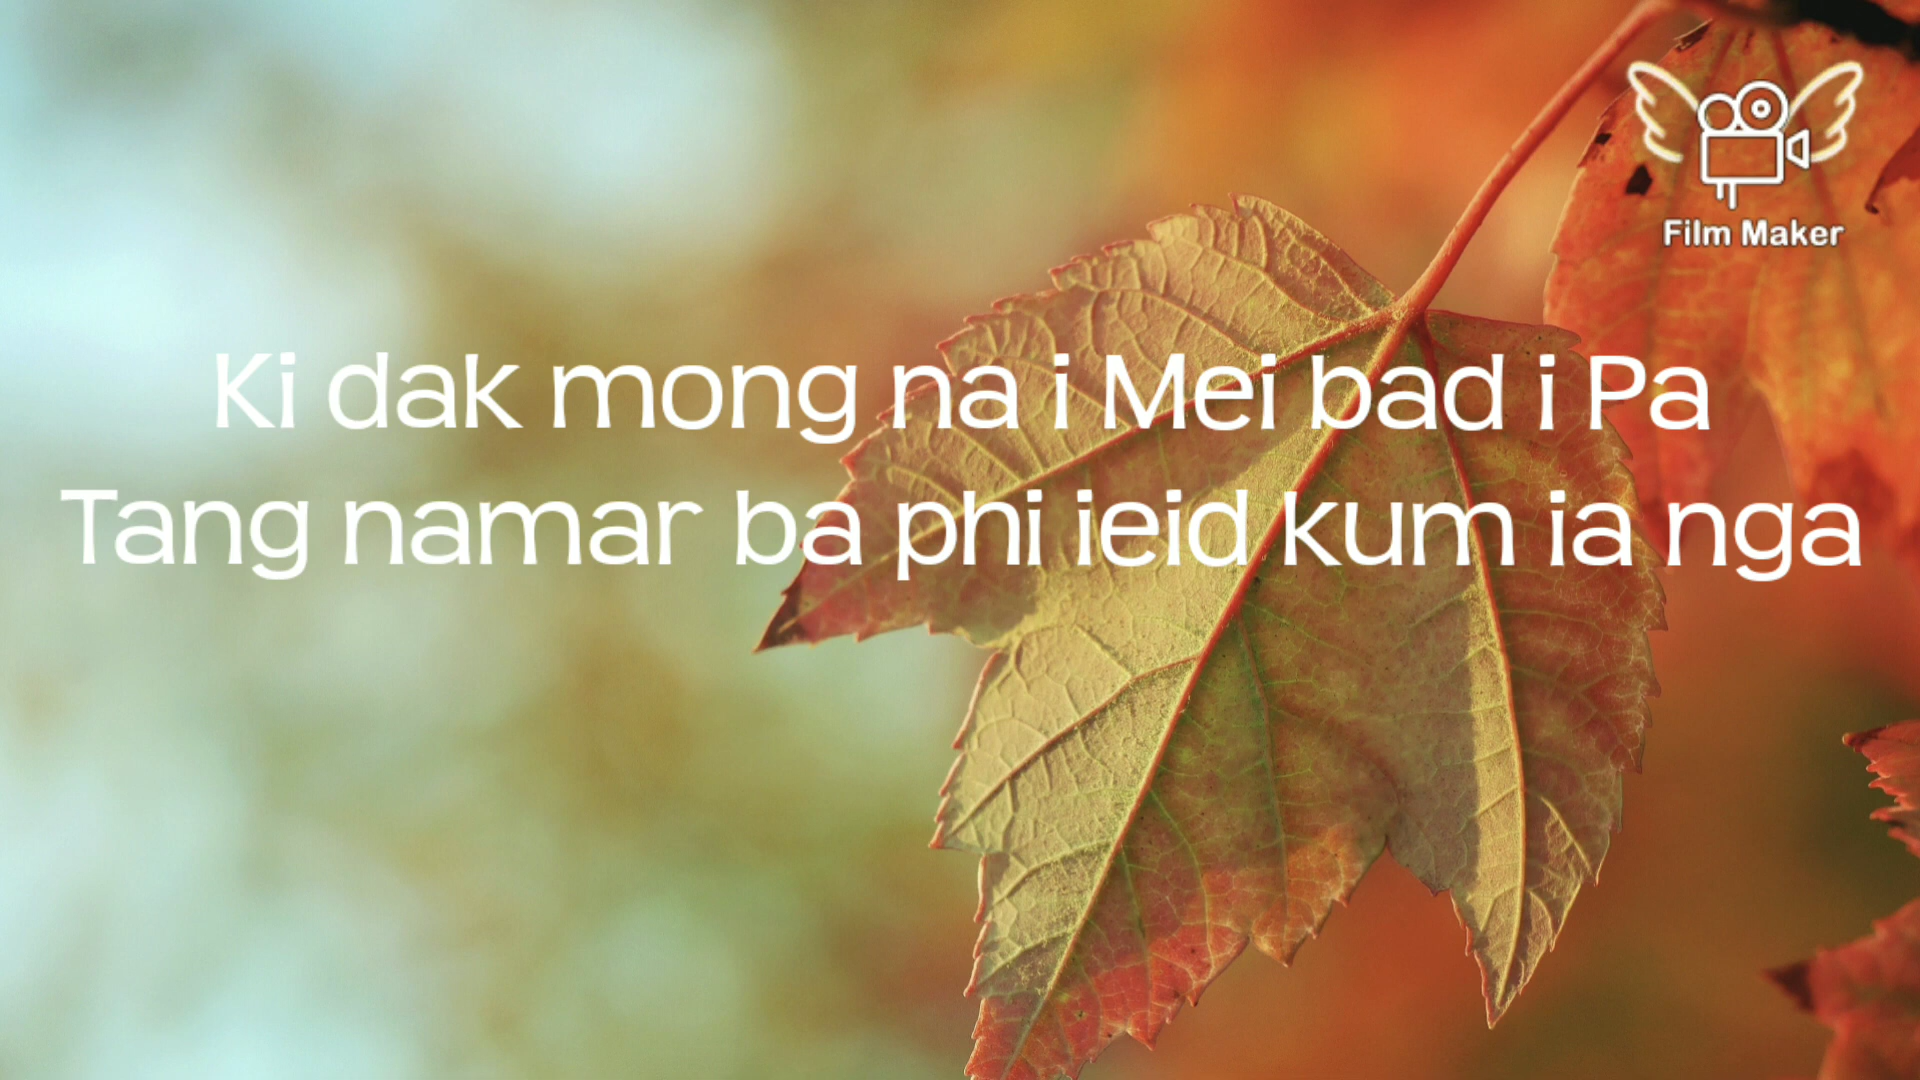 Film Maker
Ki dak mong na i Mei bad i Pa
Tang namar ba phi ieid kum ia nga